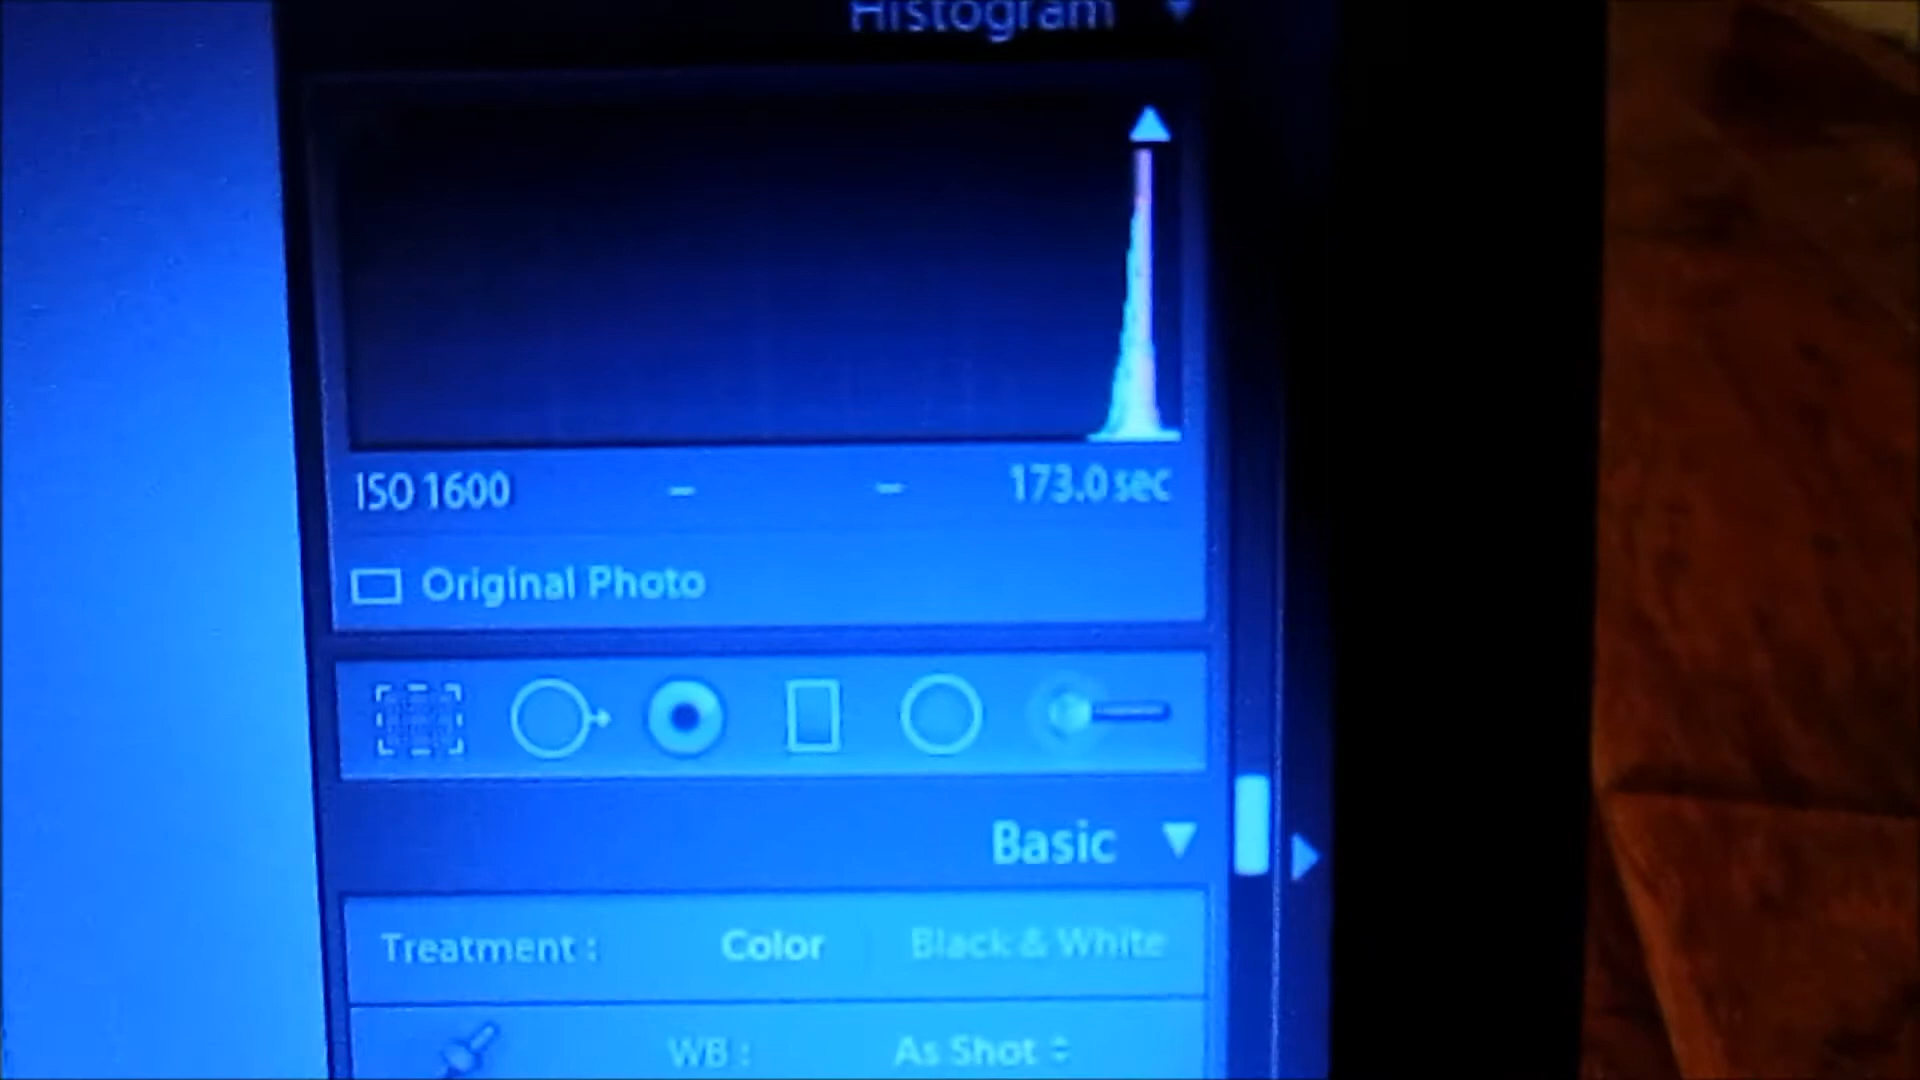 Histogram
ISO 1600 – – 173.0 sec
Original Photo
Basic
Treatment : Color Black & White
WB : As Shot